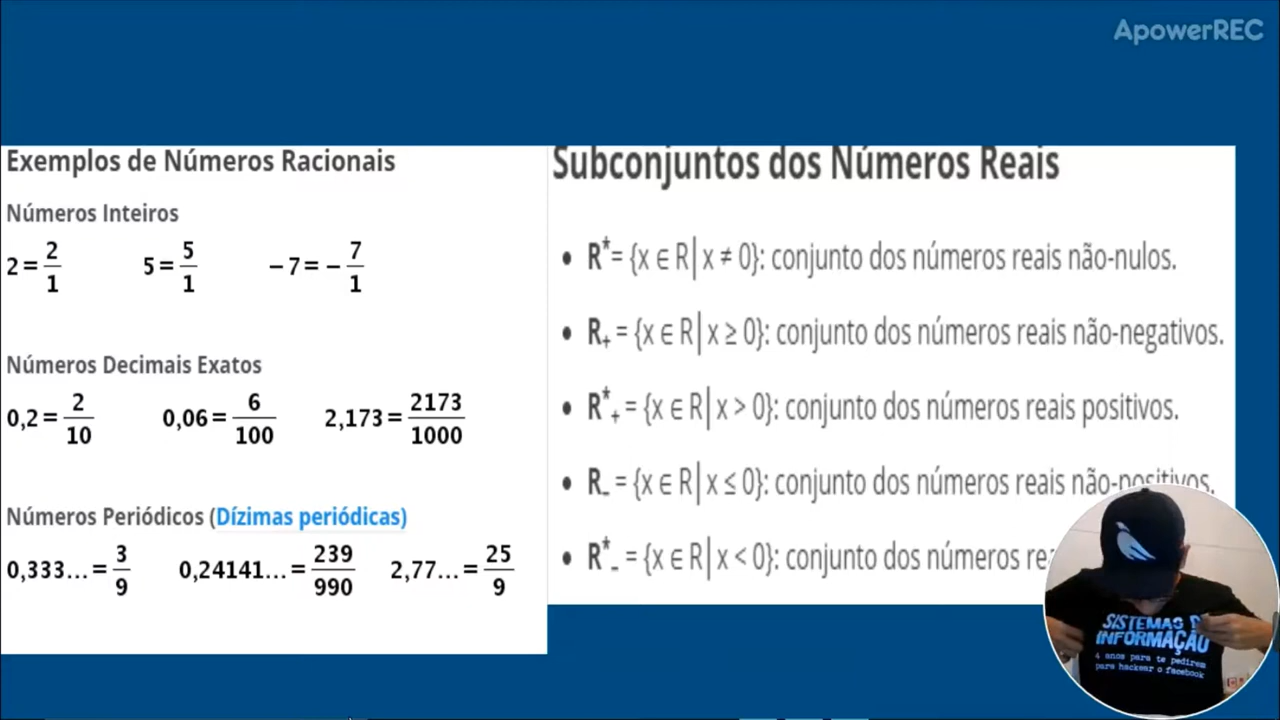 ApowerREC
Exemplos de Números Racionais
Números Inteiros
2 = 2/1 5 = 5/1 -7 = - 7/1
Números Decimais Exatos
0,2 = 2/10 0,06 = 6/100 2,173 = 2173/1000
Números Periódicos (Dízimas periódicas)
0,333... = 3/9 0,24141... = 239/990 2,77... = 25/9
Subconjuntos dos Números Reais
• R*= {x ∈ R│x ≠ 0}: conjunto dos números reais não-nulos.
• R₊ = {x ∈ R│x ≥ 0}: conjunto dos números reais não-negativos.
• R*₊ = {x ∈ R│x > 0}: conjunto dos números reais positivos.
• R₋ = {x ∈ R│x ≤ 0}: conjunto dos números reais não-positivos.
• R*₋ = {x ∈ R│x < 0}: conjunto dos números
SISTEMAS
INFORMAÇÃO
4 anos para te pedirem
para hackear o facebook